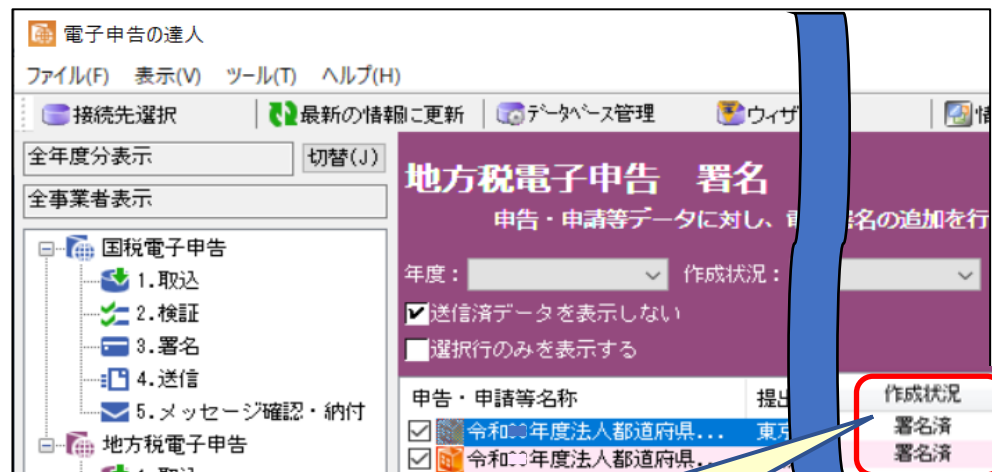 電子申告の達人
ファイル(F) 表示(V) ツール(T) ヘルプ(H)
接続先選択 最新の情報に更新 データベース管理 ウィザ 情
全年度分表示 切替(J)
全事業者表示
地方税電子申告 署名
申告・申請等データに対し、 署名の追加を行
年度： 作成状況：
送信済データを表示しない
選択行のみを表示する
国税電子申告
1.取込
2.検証
3.署名
4.送信
5.メッセージ確認・納付
地方税電子申告
申告・申請等名称 提出 作成状況
令和 年度法人都道府県... 東京 署名済
令和 年度法人都道府県... 署名済